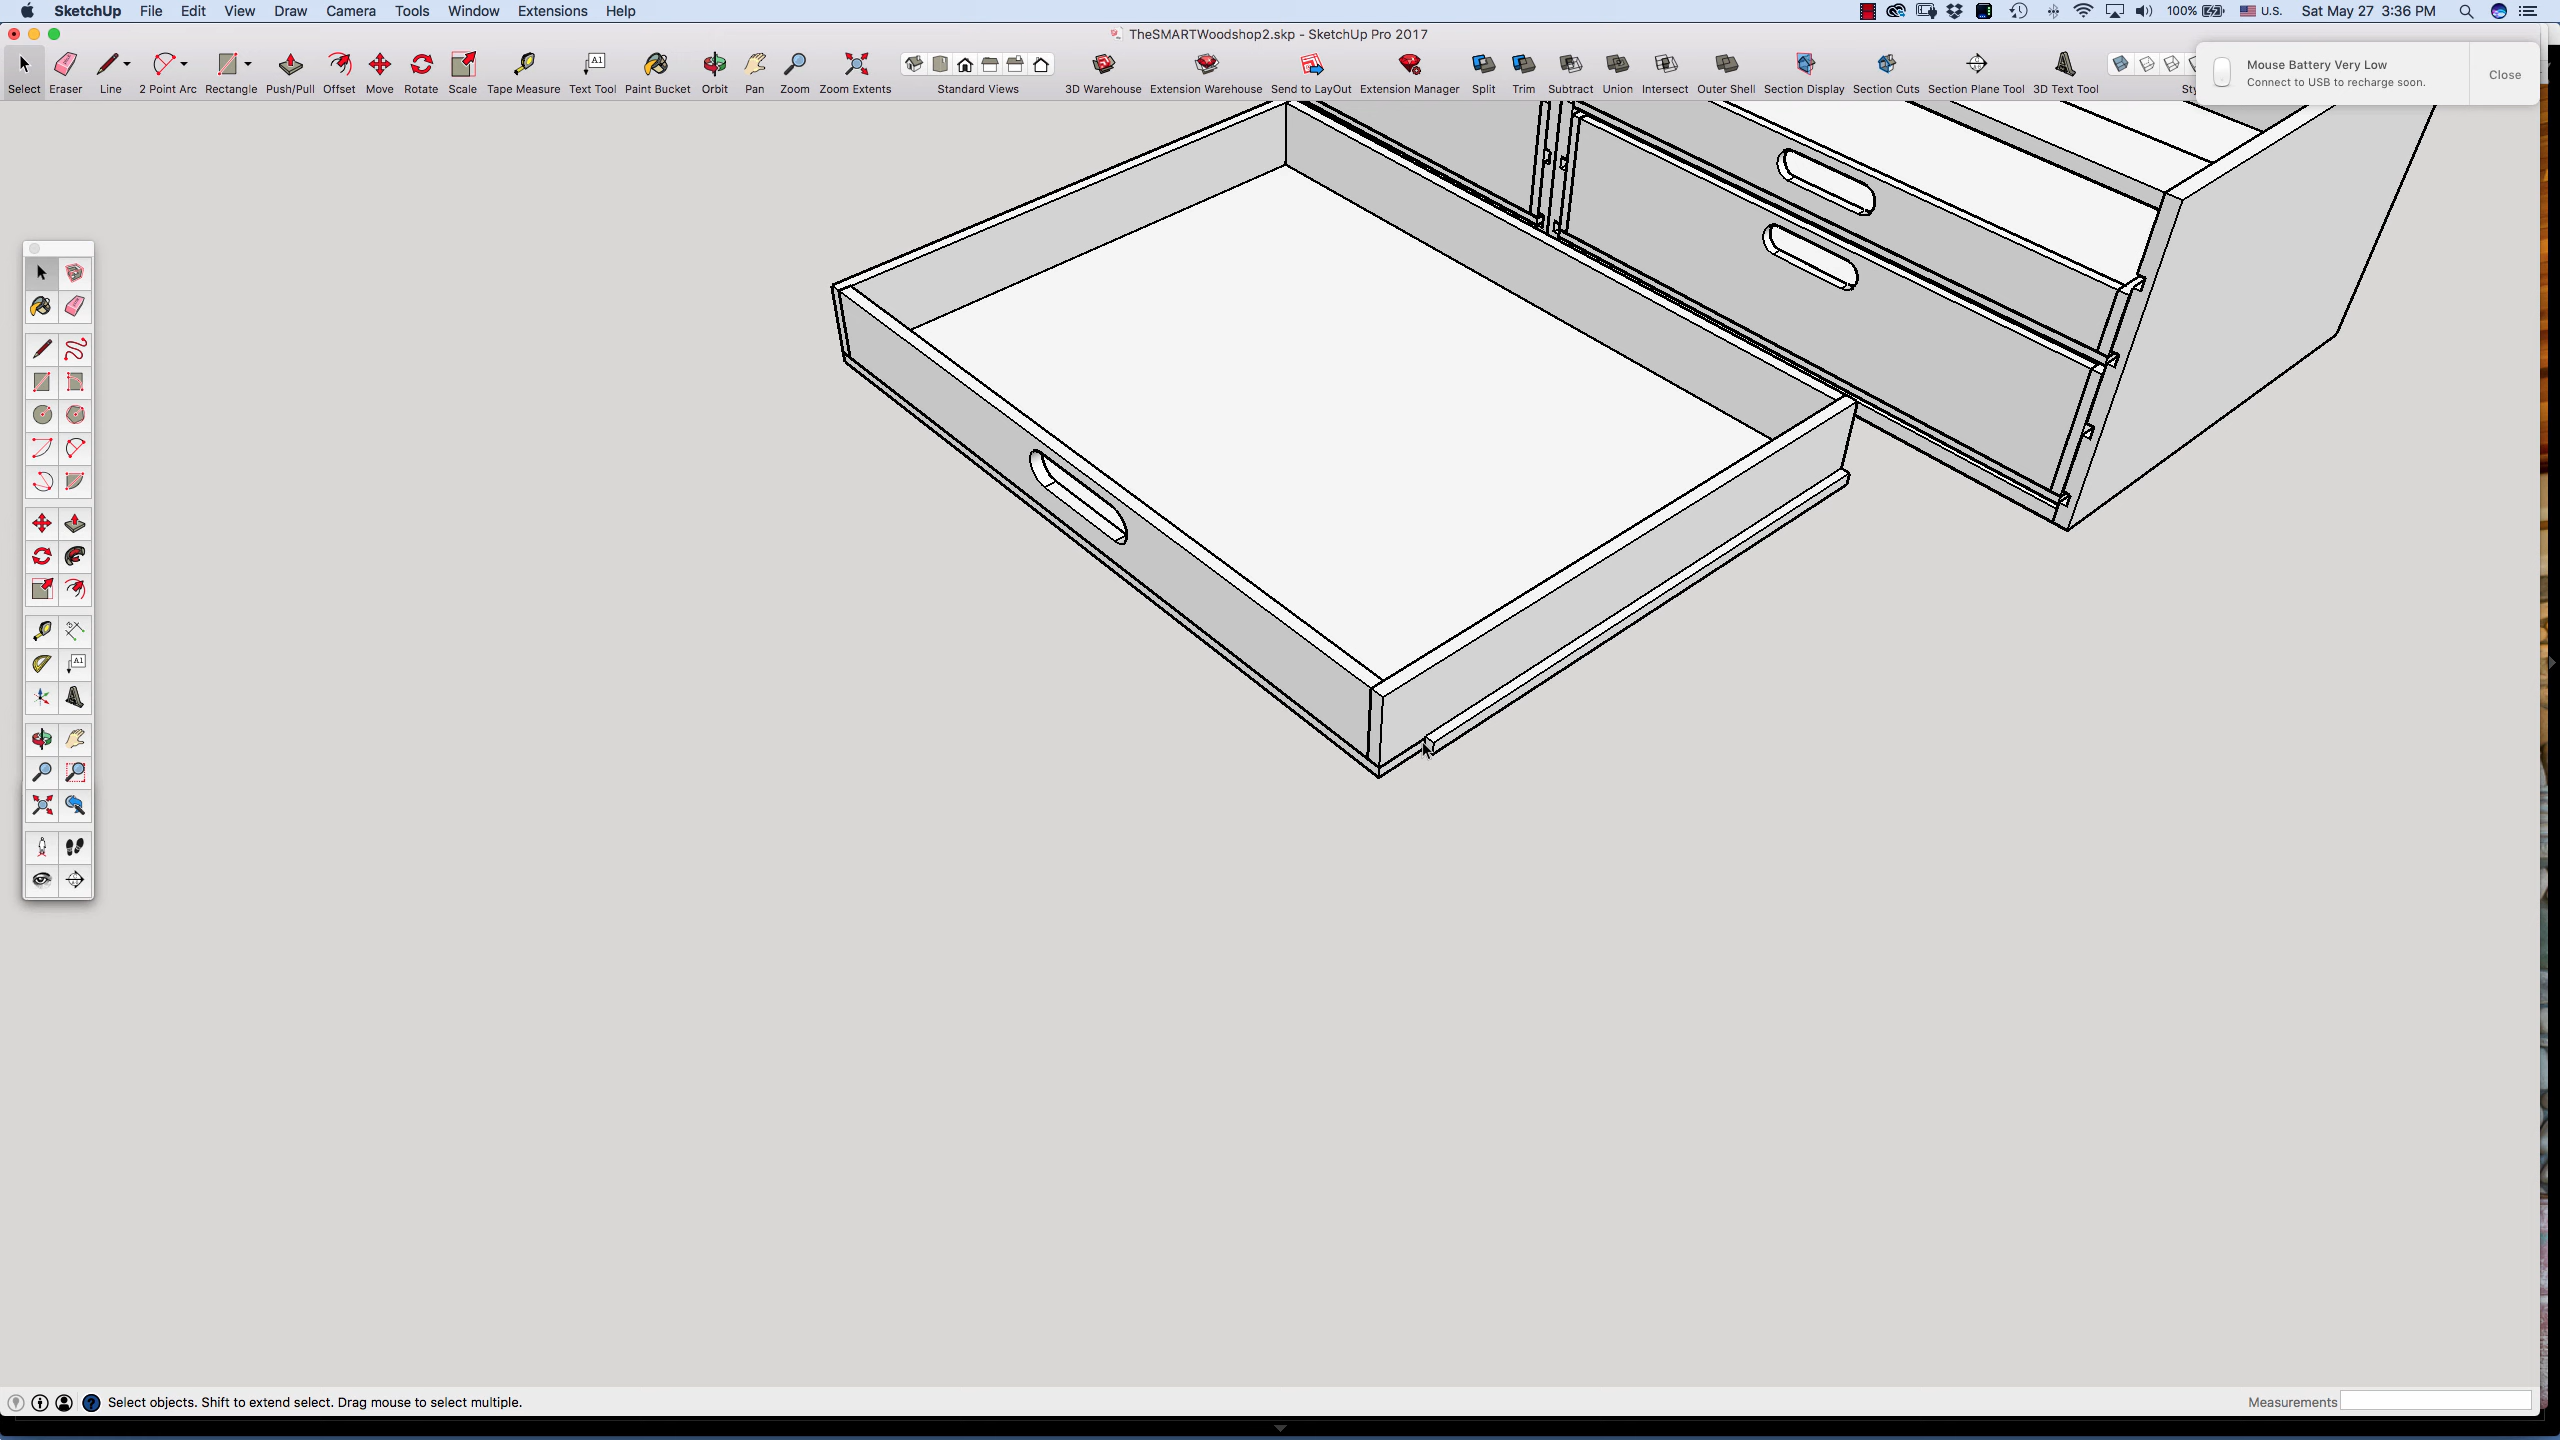 SketchUp File Edit View Draw Camera Tools Window Extensions Help 100% U.S. Sat May 27 3:36 PM
TheSMARTWoodshop2.skp - SketchUp Pro 2017
Select Eraser Line 2 Point Arc Rectangle Push/Pull Offset Move Rotate Scale Tape Measure Text Tool Paint Bucket Orbit Pan Zoom Zoom Extents Standard Views 3D Warehouse Extension Warehouse Send to LayOut Extension Manager Split Trim Subtract Union Intersect Outer Shell Section Display Section Cuts Section Plane Tool 3D Text Tool
Mouse Battery Very Low
Connect to USB to recharge soon.
Close
A1
A1
Select objects. Shift to extend select. Drag mouse to select multiple.
Measurements